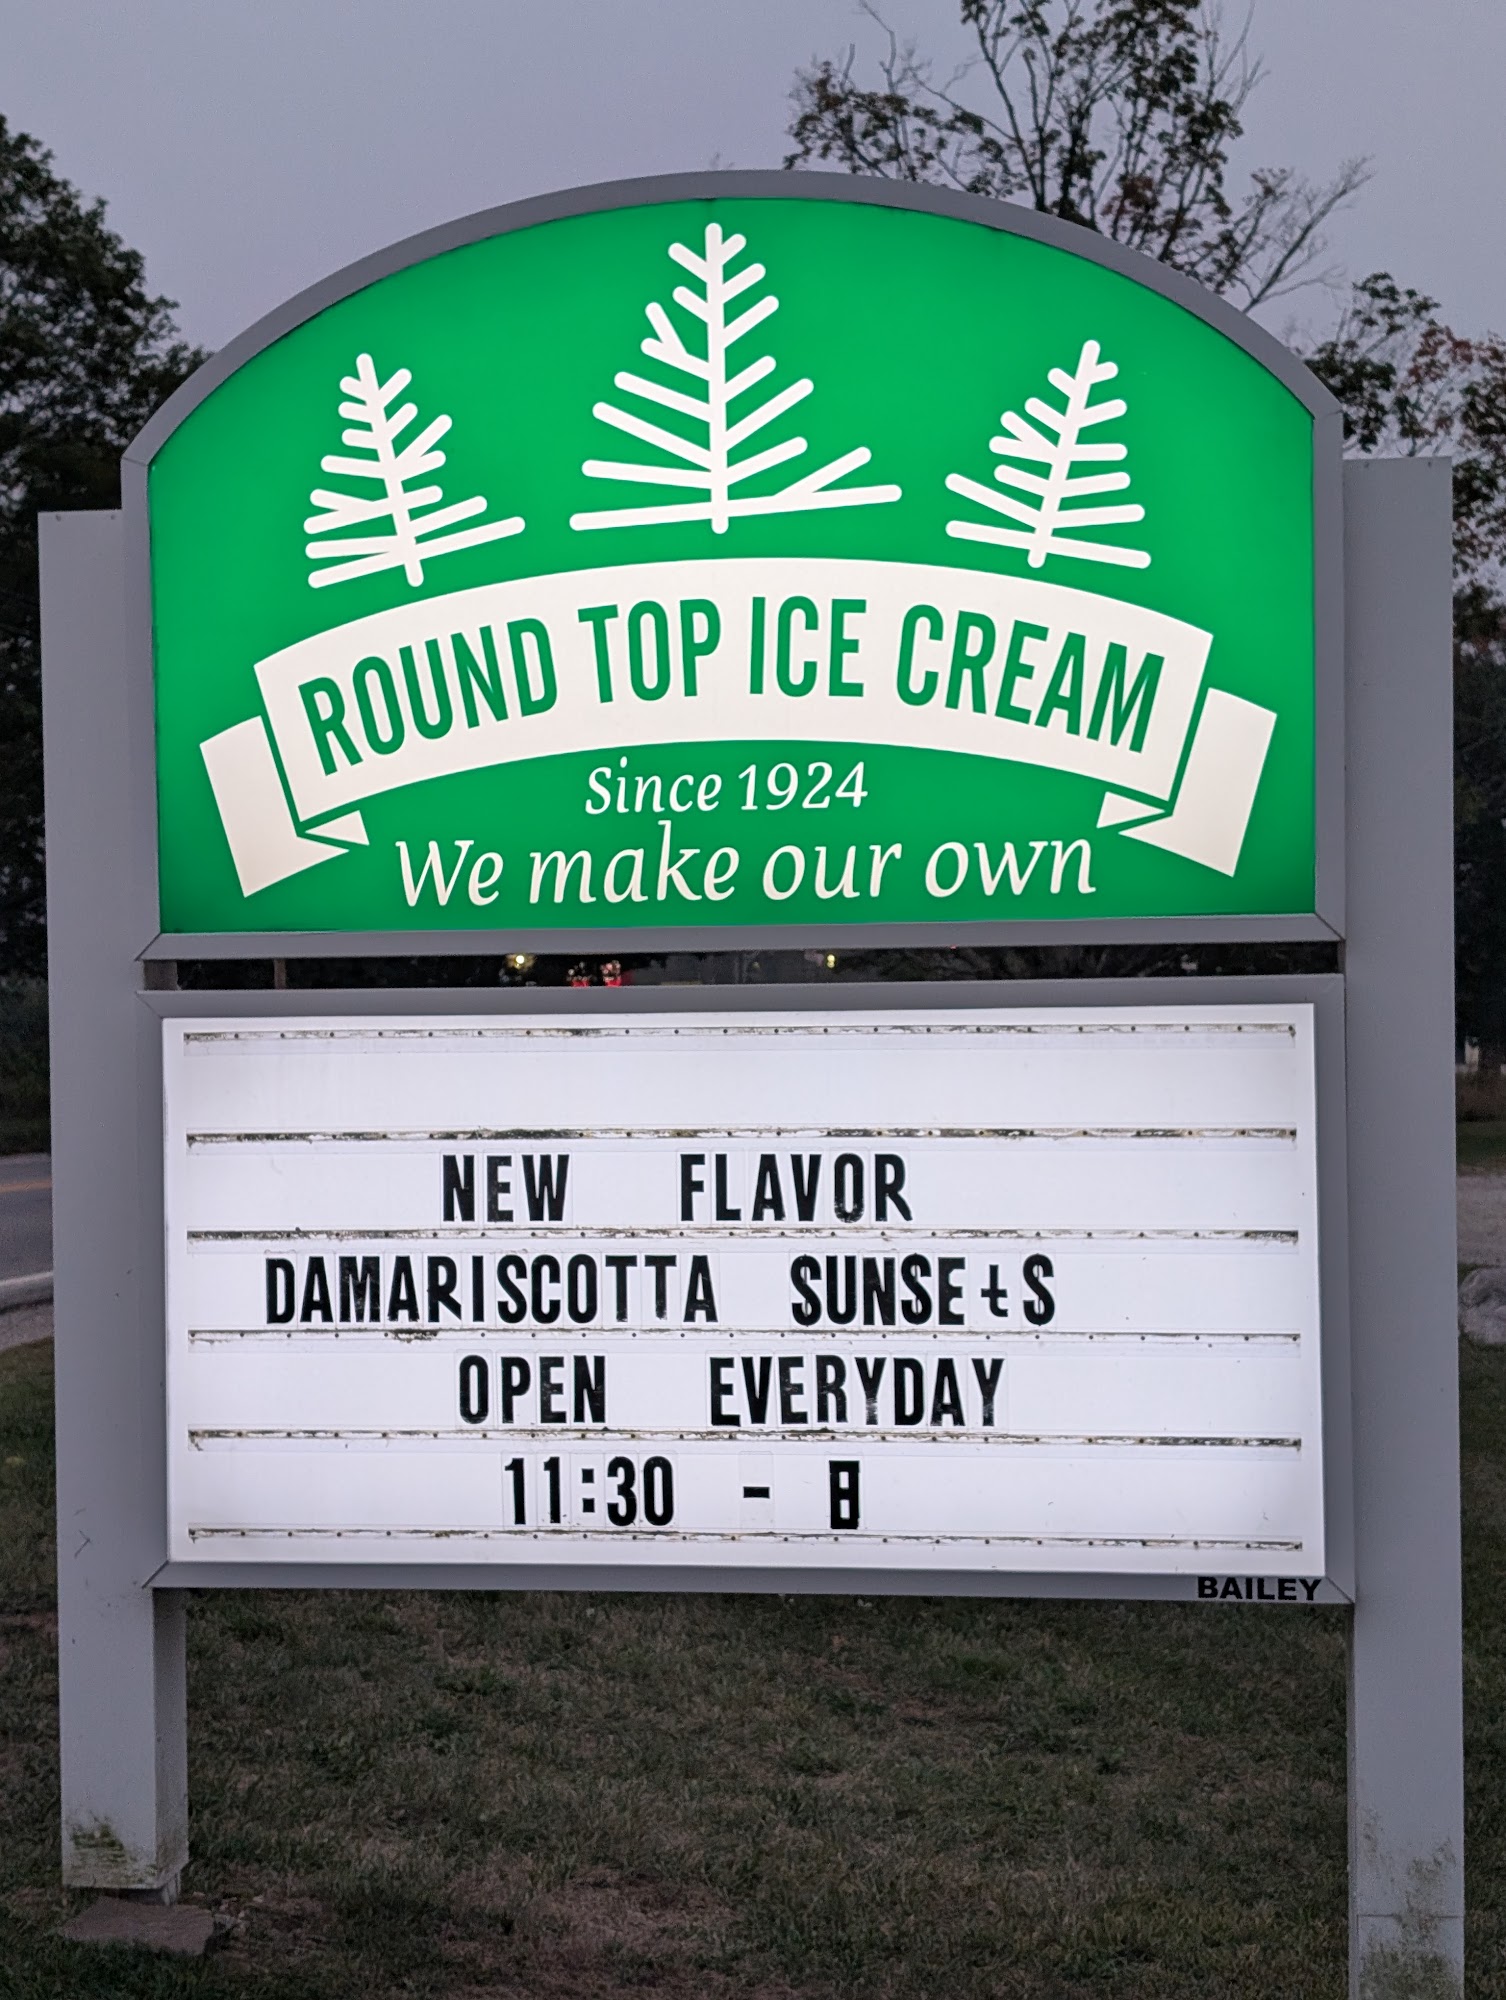 ROUND TOP ICE CREAM
Since 1924
We make our own
NEW FLAVOR
DAMARISCOTTA SUNSEtS
OPEN EVERYDAY
11:30 - 8
BAILEY